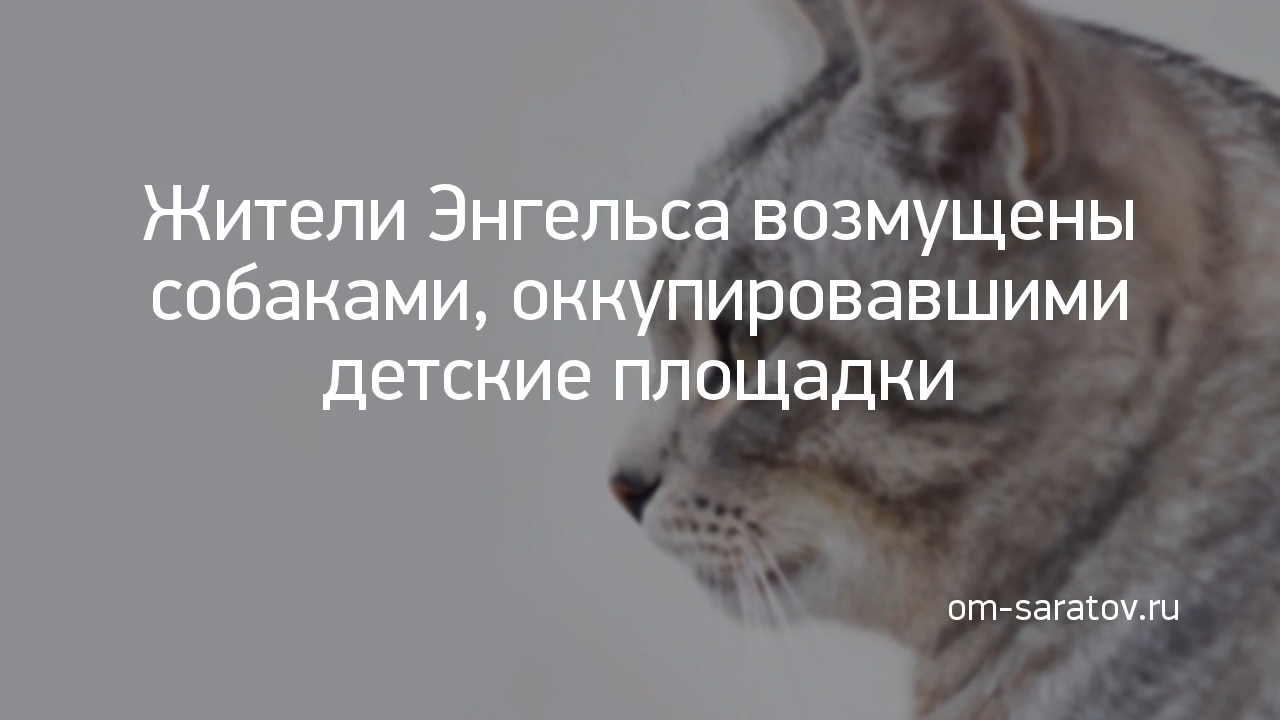 Жители Энгельса возмущены
собаками, оккупировавшими
детские площадки
om-saratov.ru